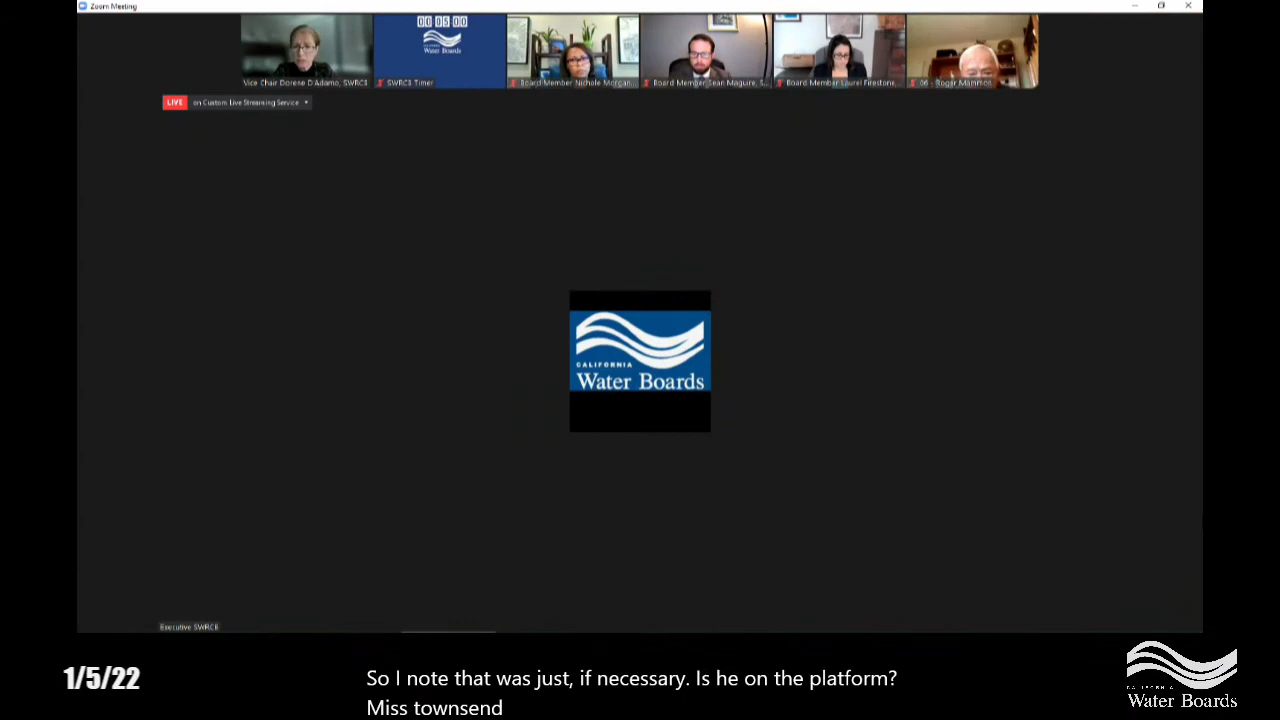 Zoom Meeting
00 05 00
CALIFORNIA
Water Boards
Vice Chair Dorene D'Adamo, SWRCB
SWRCB Timer
Board Member Nichole Morgan...
Board Member Sean Maguire, S...
Board Member Laurel Firestone,...
06 - Roger Mammon
LIVE on Custom Live Streaming Service
CALIFORNIA
Water Boards
Executive SWRCB
1/5/22
So I note that was just, if necessary. Is he on the platform?
Miss townsend
CALIFORNIA
Water Boards